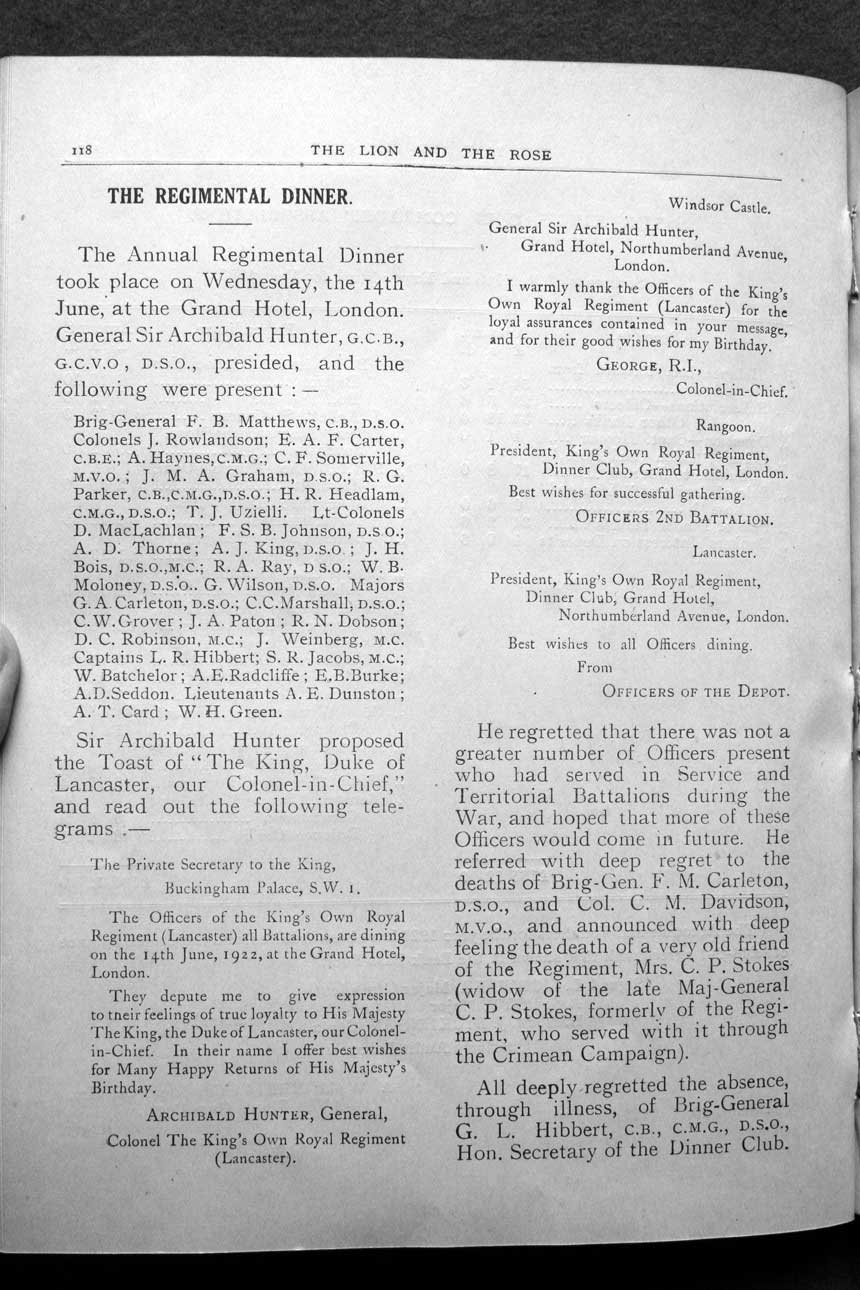 118 THE LION AND THE ROSE
THE REGIMENTAL DINNER.
The Annual Regimental Dinner
took place on Wednesday, the 14th
June, at the Grand Hotel, London.
General Sir Archibald Hunter, G.C.B.,
G.C.V.O , D.S.O., presided, and the
following were present : —
Brig-General F. B. Matthews, C.B., D.S.O.
Colonels J. Rowlandson; E. A. F. Carter,
C.B.E.; A. Haynes, C.M.G.; C. F. Somerville,
M.V.O. ; J. M. A. Graham, D.S.O.; R. G.
Parker, C.B.,C.M.G.,D.S.O.; H. R. Headlam,
C.M.G., D.S.O.; T. J. Uzielli. Lt-Colonels
D. MacLachlan ; F. S. B. Johnson, D.S.O.;
A. D. Thorne; A. J. King, D.S.O. ; J. H.
Bois, D.S.O.,M.C.; R. A. Ray, D S.O.; W. B.
Moloney, D.S.O.. G. Wilson, D.S.O. Majors
G. A. Carleton, D.S.O.; C.C.Marshall, D.S.O.;
C.W.Grover ; J. A. Paton ; R. N. Dobson;
D. C. Robinson, M.C.; J. Weinberg, M.C.
Captains L. R. Hibbert; S. R. Jacobs, M.C.;
W. Batchelor ; A.E.Radcliffe ; E.B.Burke;
A.D.Seddon. Lieutenants A. E. Dunston ;
A. T. Card ; W. H. Green.
Sir Archibald Hunter proposed
the Toast of “ The King, Duke of
Lancaster, our Colonel-in-Chief,”
and read out the following tele-
grams .—
The Private Secretary to the King,
Buckingham Palace, S.W. 1.
The Officers of the King's Own Royal
Regiment (Lancaster) all Battalions, are dining
on the 14th June, 1922, at the Grand Hotel,
London.
They depute me to give expression
to tneir feelings of true loyalty to His Majesty
The King, the Duke of Lancaster, our Colonel-
in-Chief. In their name I offer best wishes
for Many Happy Returns of His Majesty's
Birthday.
ARCHIBALD HUNTER, General,
Colonel The King's Own Royal Regiment
(Lancaster).
Windsor Castle.
General Sir Archibald Hunter,
Grand Hotel, Northumberland Avenue,
London.
I warmly thank the Officers of the King's
Own Royal Regiment (Lancaster) for the
loyal assurances contained in your message,
and for their good wishes for my Birthday.
GEORGE, R.I.,
Colonel-in-Chief.
Rangoon.
President, King's Own Royal Regiment,
Dinner Club, Grand Hotel, London.
Best wishes for successful gathering.
OFFICERS 2ND BATTALION.
Lancaster.
President, King's Own Royal Regiment,
Dinner Club, Grand Hotel,
Northumberland Avenue, London.
Best wishes to all Officers dining.
From
OFFICERS OF THE DEPOT.
He regretted that there was not a
greater number of Officers present
who had served in Service and
Territorial Battalions during the
War, and hoped that more of these
Officers would come in future. He
referred with deep regret to the
deaths of Brig-Gen. F. M. Carleton,
D.S.O., and Col. C. M. Davidson,
M.V.O., and announced with deep
feeling the death of a very old friend
of the Regiment, Mrs. C. P. Stokes
(widow of the late Maj-General
C. P. Stokes, formerly of the Regi-
ment, who served with it through
the Crimean Campaign).
All deeply regretted the absence,
through illness, of Brig-General
G. L. Hibbert, C.B., C.M.G., D.S.O.,
Hon. Secretary of the Dinner Club.